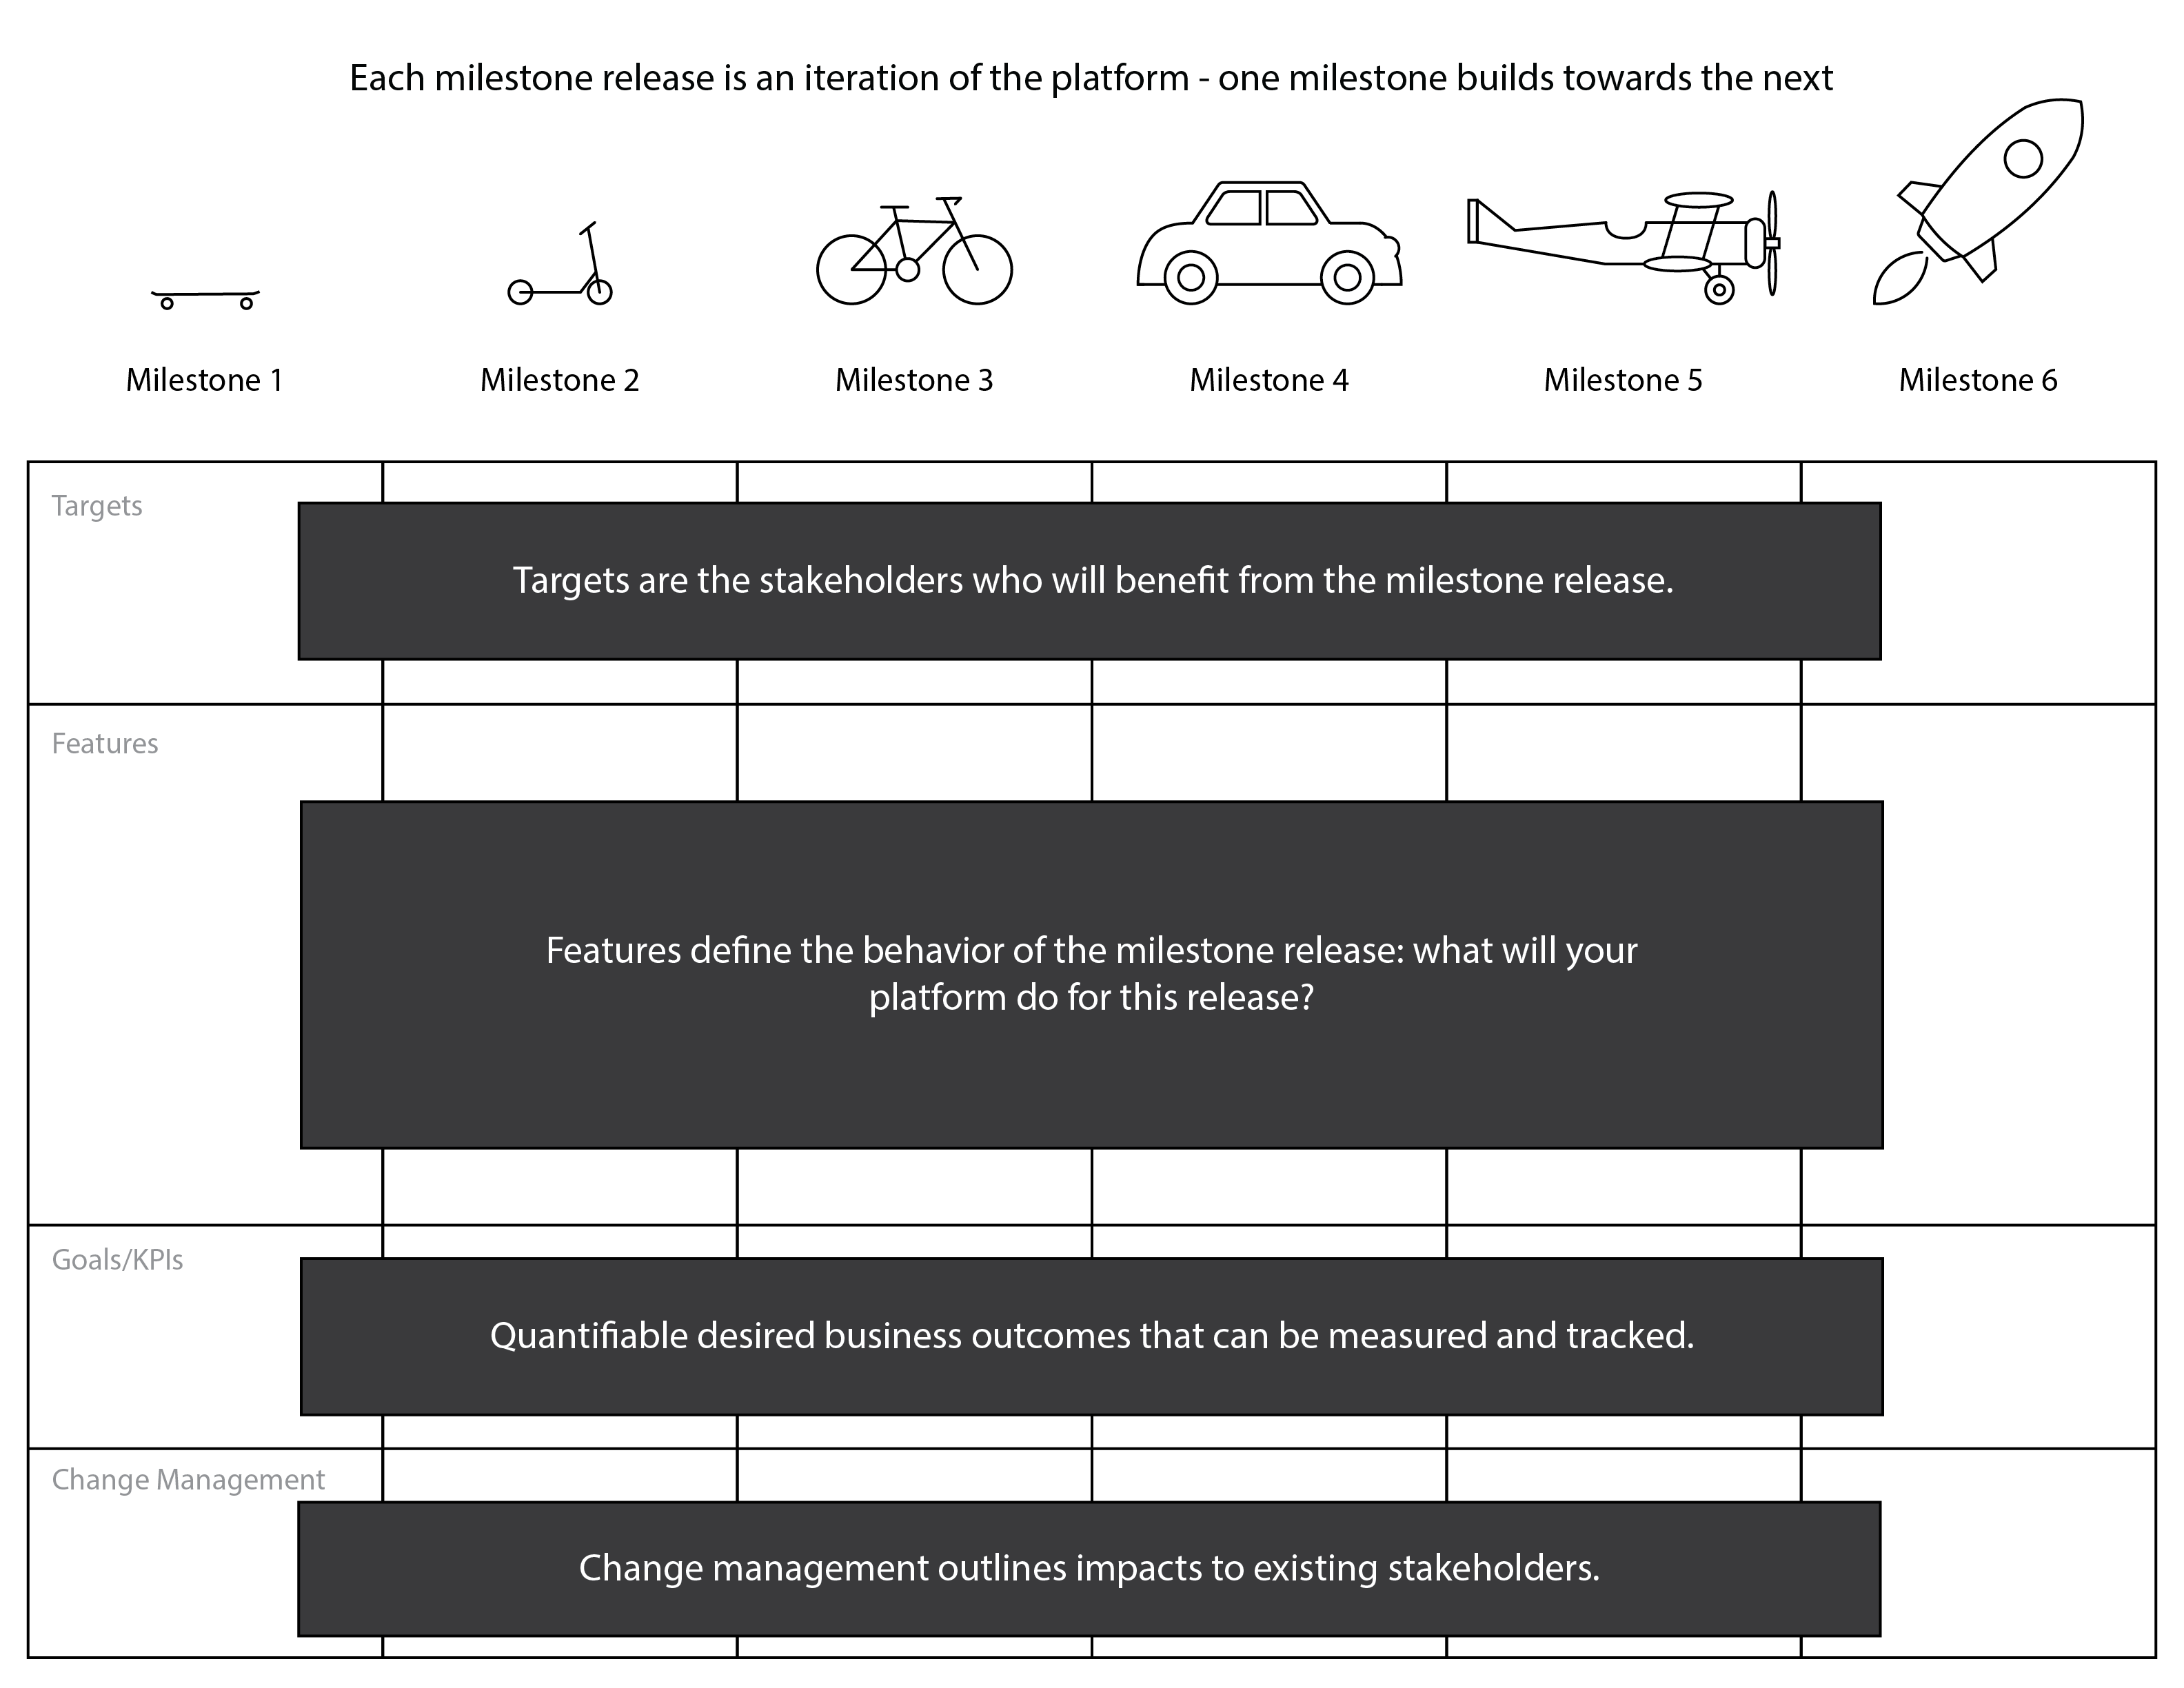 Each milestone release is an iteration of the platform - one milestone builds towards the next
Milestone 1
Milestone 2
Milestone 3
Milestone 4
Milestone 5
Milestone 6
Targets
Targets are the stakeholders who will benefit from the milestone release.
Features
Features define the behavior of the milestone release: what will your
platform do for this release?
Goals/KPIs
Quantifiable desired business outcomes that can be measured and tracked.
Change Management
Change management outlines impacts to existing stakeholders.